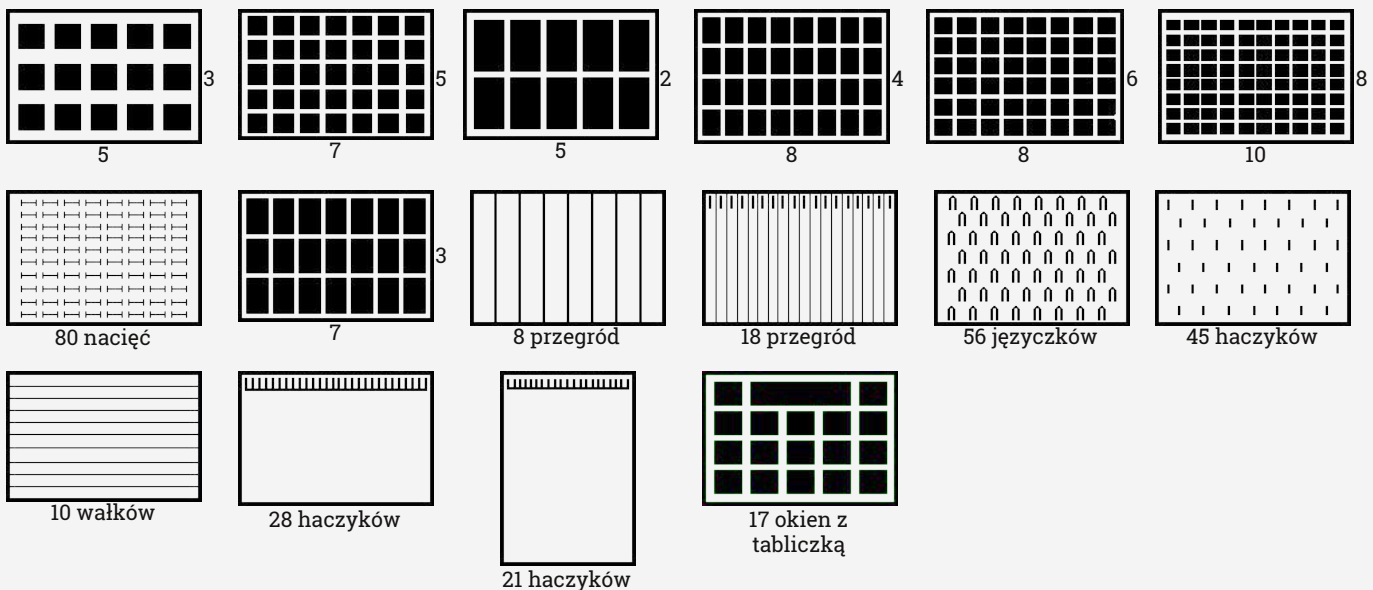 3
5
2
4
6
8
5
7
5
8
8
10
3
80 nacięć
7
8 przegród
18 przegród
56 języczków
45 haczyków
10 wałków
28 haczyków
21 haczyków
17 okien z
tabliczką